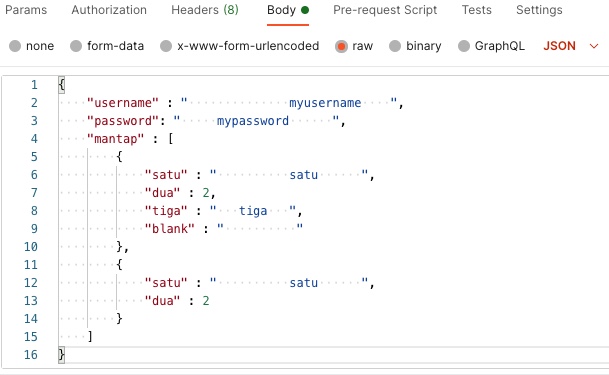 Params Authorization Headers (8) Body Pre-request Script Tests Settings
none form-data x-www-form-urlencoded raw binary GraphQL JSON
1 {
2     "username" : "              myusername    ",
3     "password": "     mypassword      ",
4     "mantap" : [
5         {
6             "satu" : "          satu      ",
7             "dua" : 2,
8             "tiga" : "   tiga   ",
9             "blank" : "          "
10         },
11         {
12             "satu" : "          satu      ",
13             "dua" : 2
14         }
15     ]
16 }